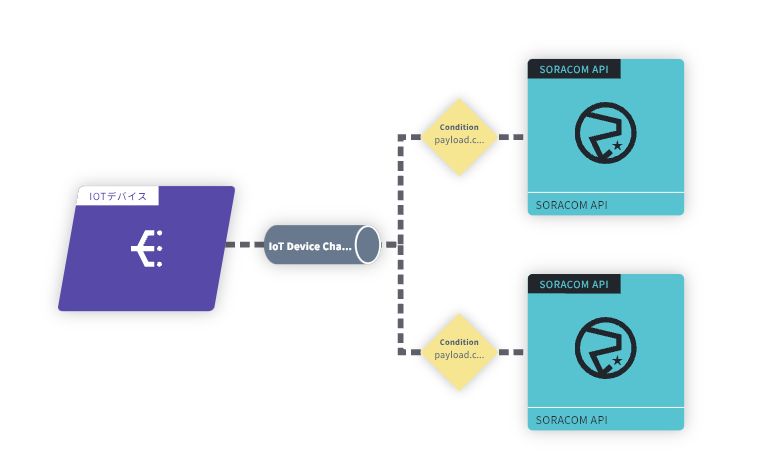 IOTデバイス
IoT Device Cha...
Condition
payload.c...
SORACOM API
SORACOM API
Condition
payload.c...
SORACOM API
SORACOM API